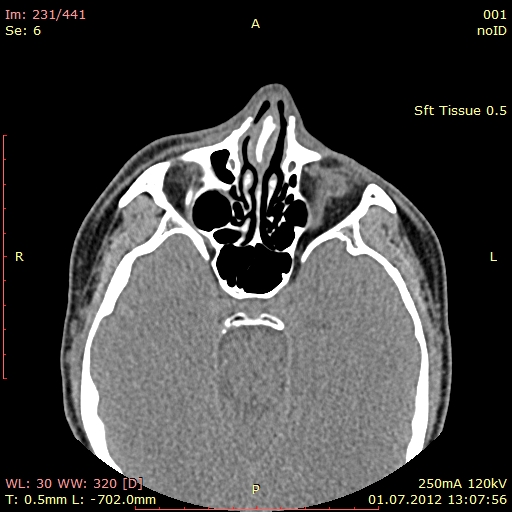 Im: 231/441
Se: 6
A
001
noID
Sft Tissue 0.5
R
L
WL: 30 WW: 320 [D]
T: 0.5mm L: -702.0mm
P
250mA 120kV
01.07.2012 13:07:56